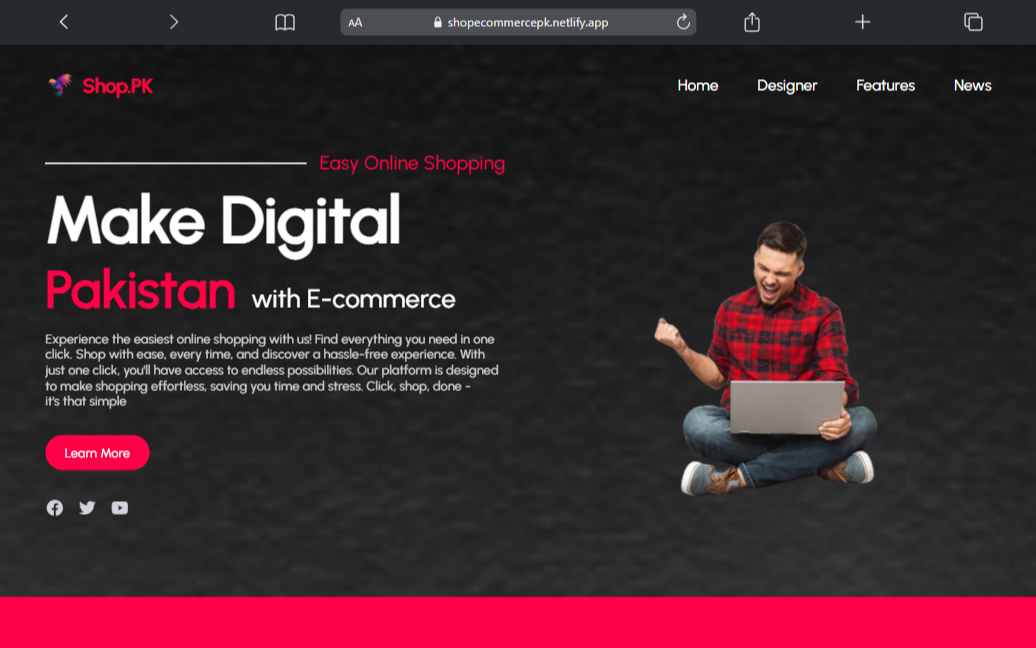 AA shopecommercepk.netlify.app
Shop.PK
Home Designer Features News
Easy Online Shopping
Make Digital
Pakistan with E-commerce
Experience the easiest online shopping with us! Find everything you need in one
click. Shop with ease, every time, and discover a hassle-free experience. With
just one click, you'll have access to endless possibilities. Our platform is designed
to make shopping effortless, saving you time and stress. Click, shop, done -
it's that simple
Learn More